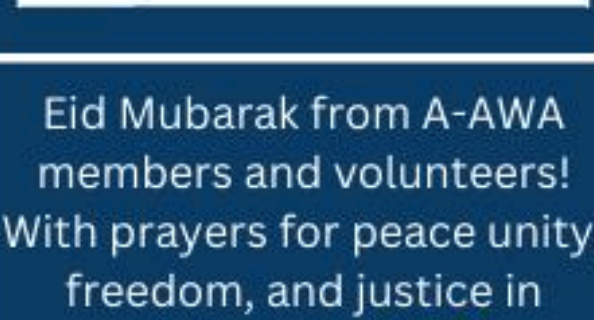 Eid Mubarak from A-AWA
members and volunteers!
With prayers for peace unity
freedom, and justice in